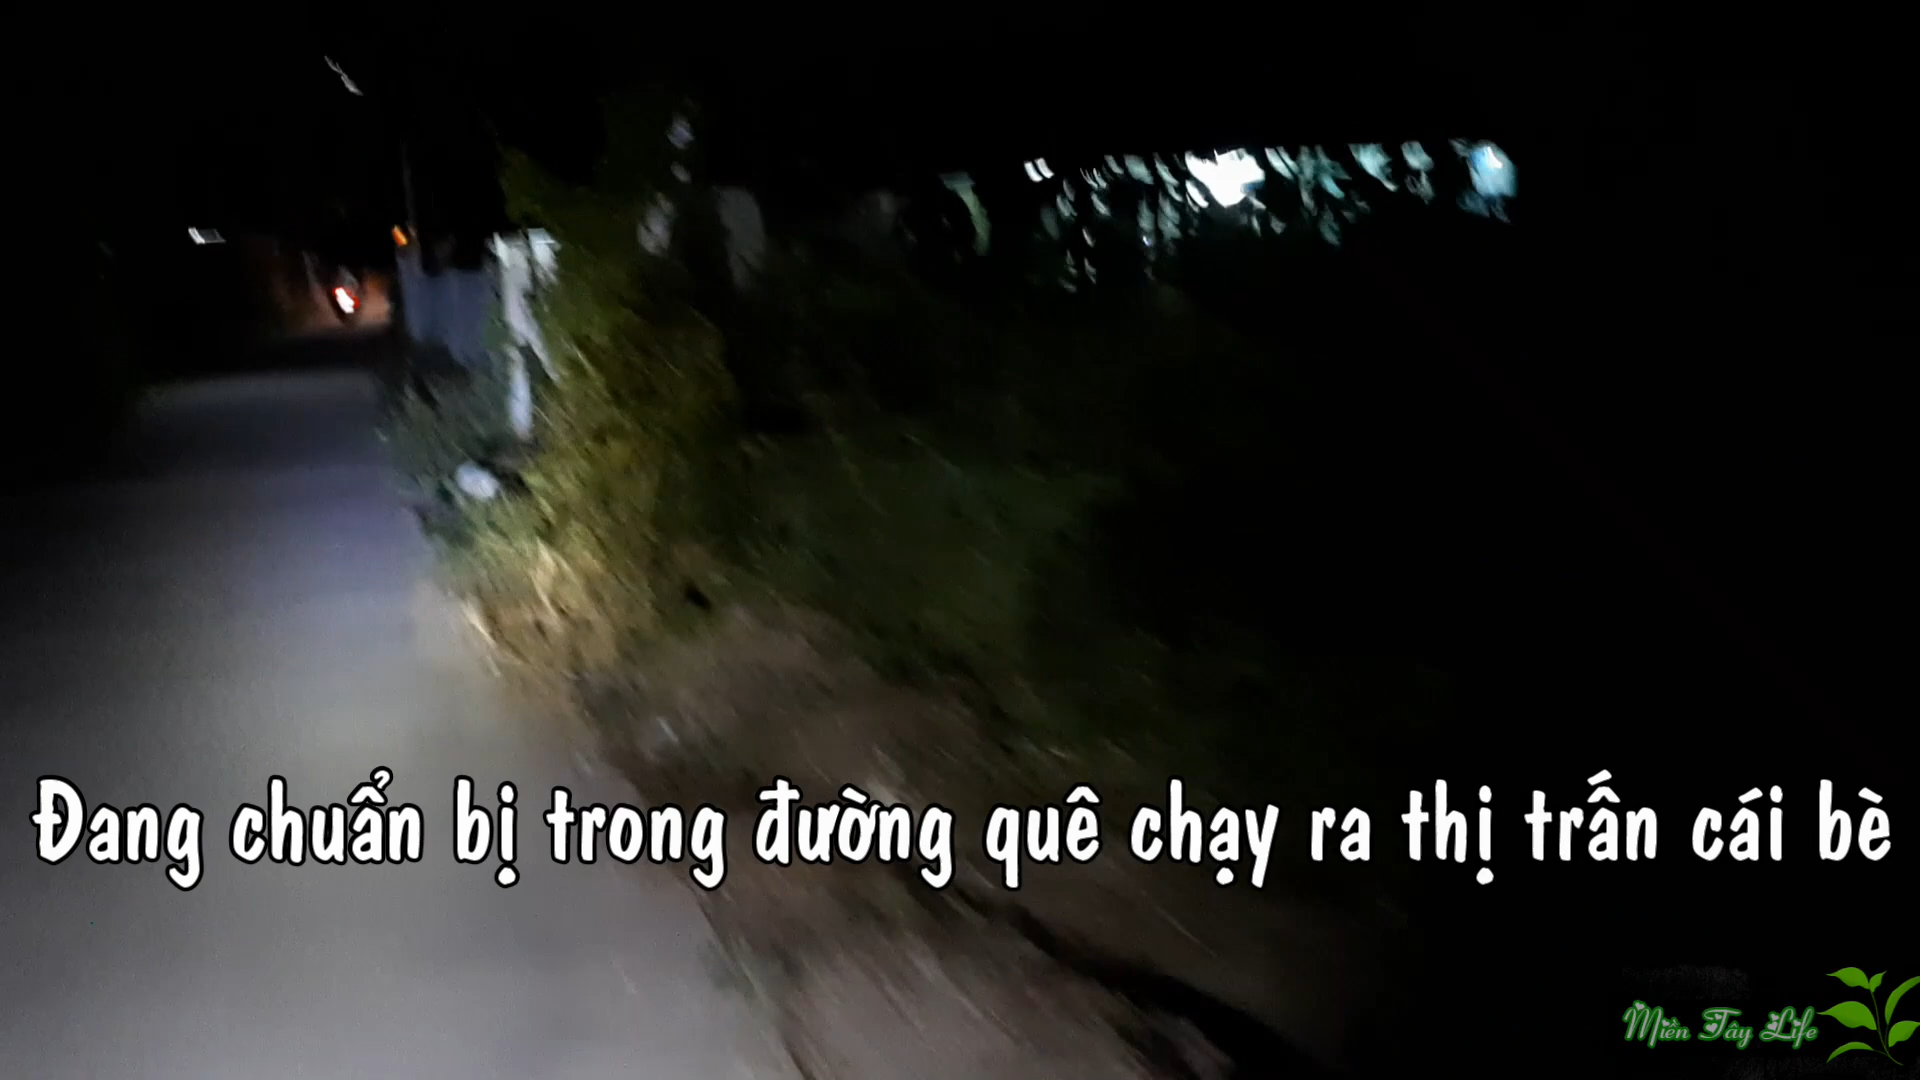 Đang chuẩn bị trong đường quê chạy ra thị trấn cái bè
Miền Tây Life